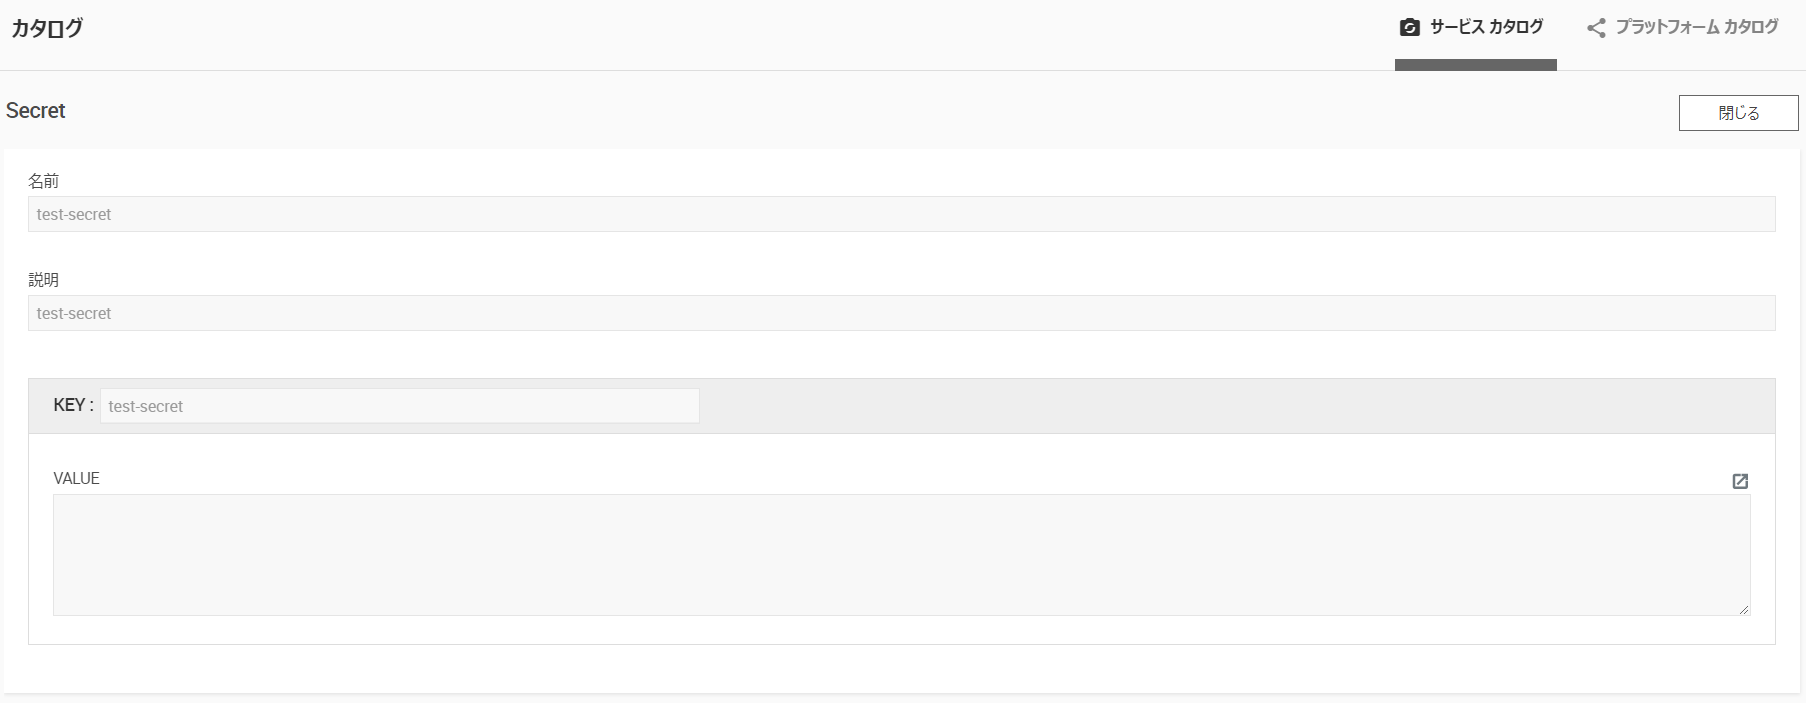 カタログ
サービス カタログ
プラットフォーム カタログ
Secret
閉じる
名前
test-secret
説明
test-secret
KEY : test-secret
VALUE